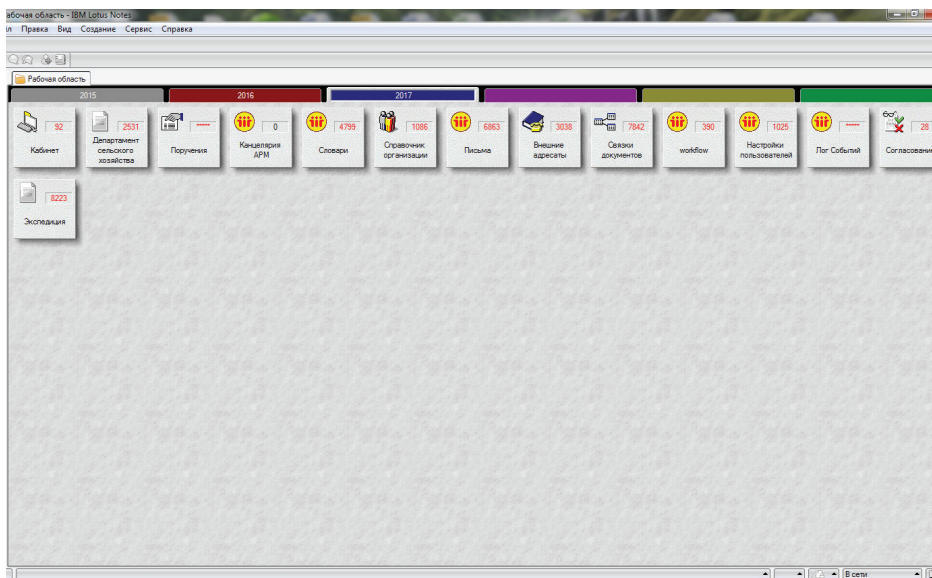 абочая область - IBM Lotus Notes
л Правка Вид Создание Сервис Справка
Рабочая область
2015 2016 2017
92 2531 ---- 0 4799 1086 6863 3038 7842 390 1025 ---- 28
Кабинет
Департамент
сельского
хозяйства
Поручения
Канцелярия
АРМ
Словари
Справочник
организации
Письма
Внешние
адресаты
Связки
документов
workflow
Настройки
пользователей
Лог Событий
Согласование
8223
Экспедиция
В сети